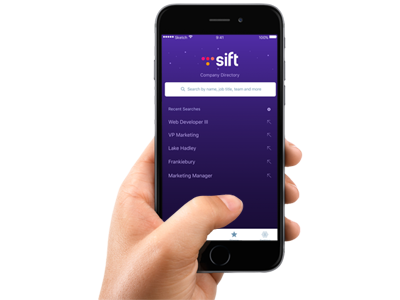 Sketch
9:41
100%
sift
Company Directory
Search by name, job title, team and more
Recent Searches
Web Developer III
VP Marketing
Lake Hadley
Frankiebury
Marketing Manager